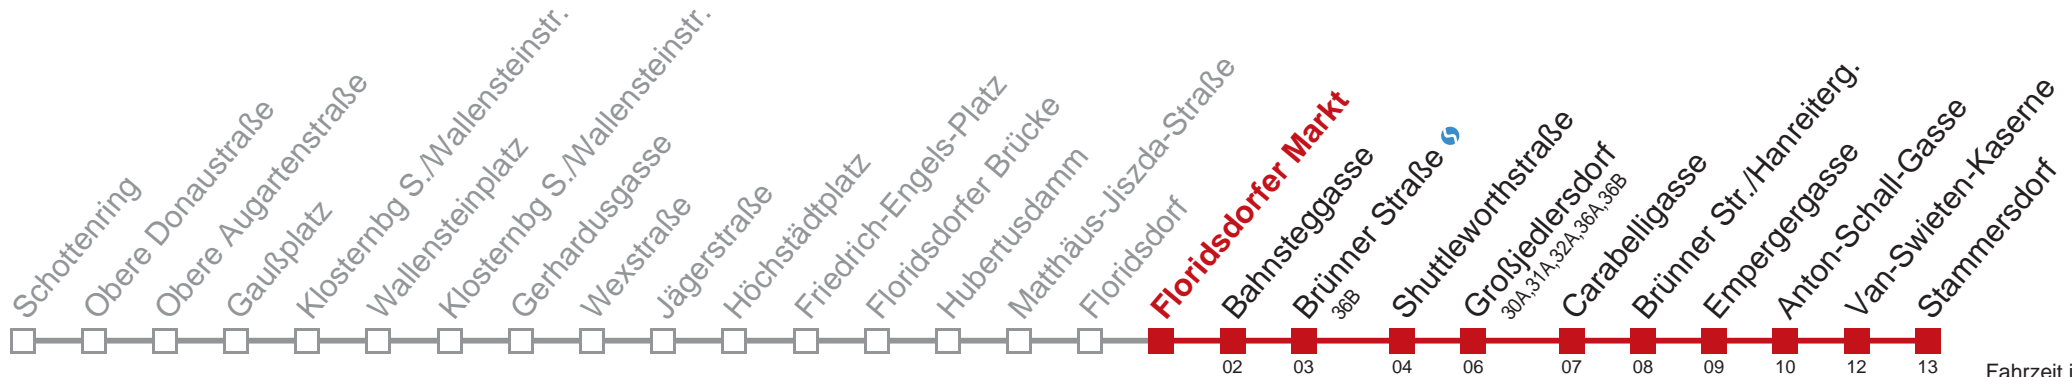 Schottenring
Obere Donaustraße
Obere Augartenstraße
Gaußplatz
Klosternbg S./Wallensteinstr.
Wallensteinplatz
Klosternbg S./Wallensteinstr.
Gerhardusgasse
Wexstraße
Jägerstraße
Höchstädtplatz
Friedrich-Engels-Platz
Floridsdorfer Brücke
Hubertusdamm
Matthäus-Jiszda-Straße
Floridsdorf
Floridsdorfer Markt
Bahnsteggasse
Brünner Straße
36B
Shuttleworthstraße
Großjedlersdorf
30A,31A,32A,36A,36B
Carabelligasse
Brünner Str./Hanreiterg.
Empergergasse
Anton-Schall-Gasse
Van-Swieten-Kaserne
Stammersdorf
02 03 04 06 07 08 09 10 12 13
Fahrzeit